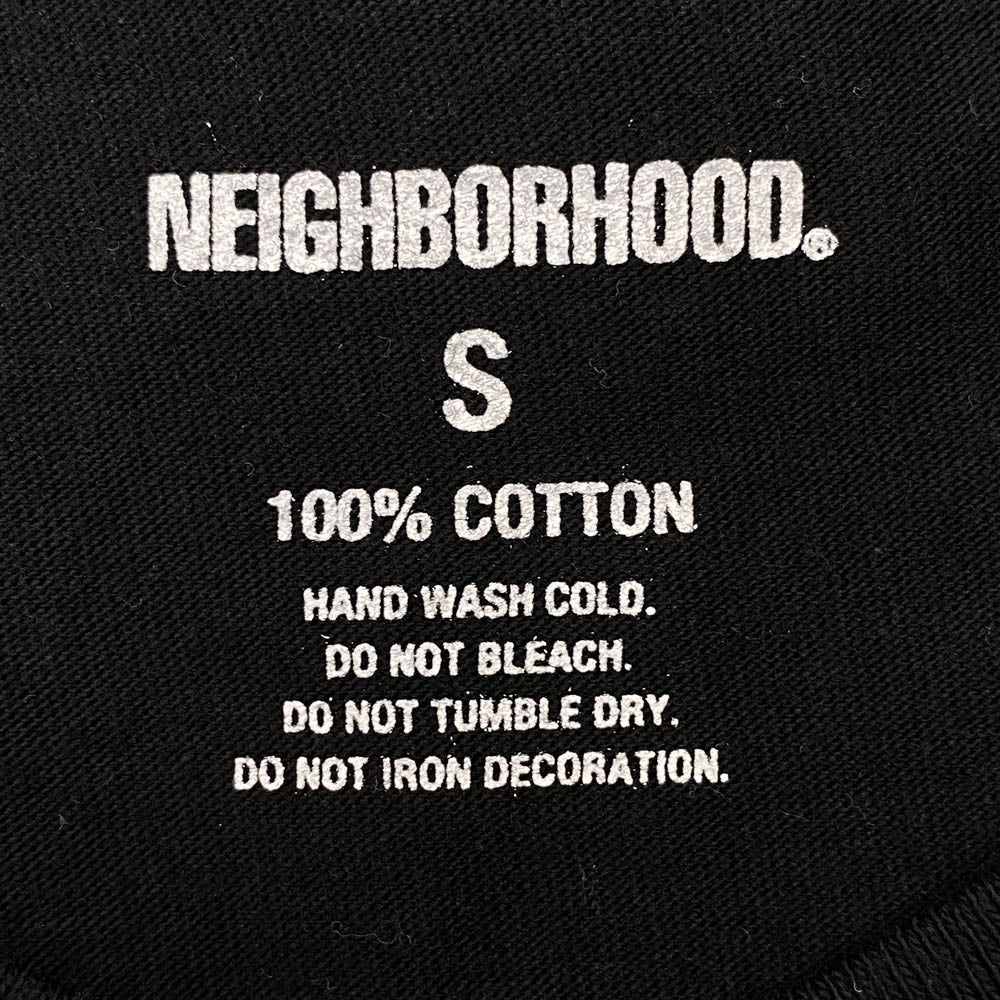 NEIGHBORHOOD.®
S
100% COTTON
HAND WASH COLD.
DO NOT BLEACH.
DO NOT TUMBLE DRY.
DO NOT IRON DECORATION.